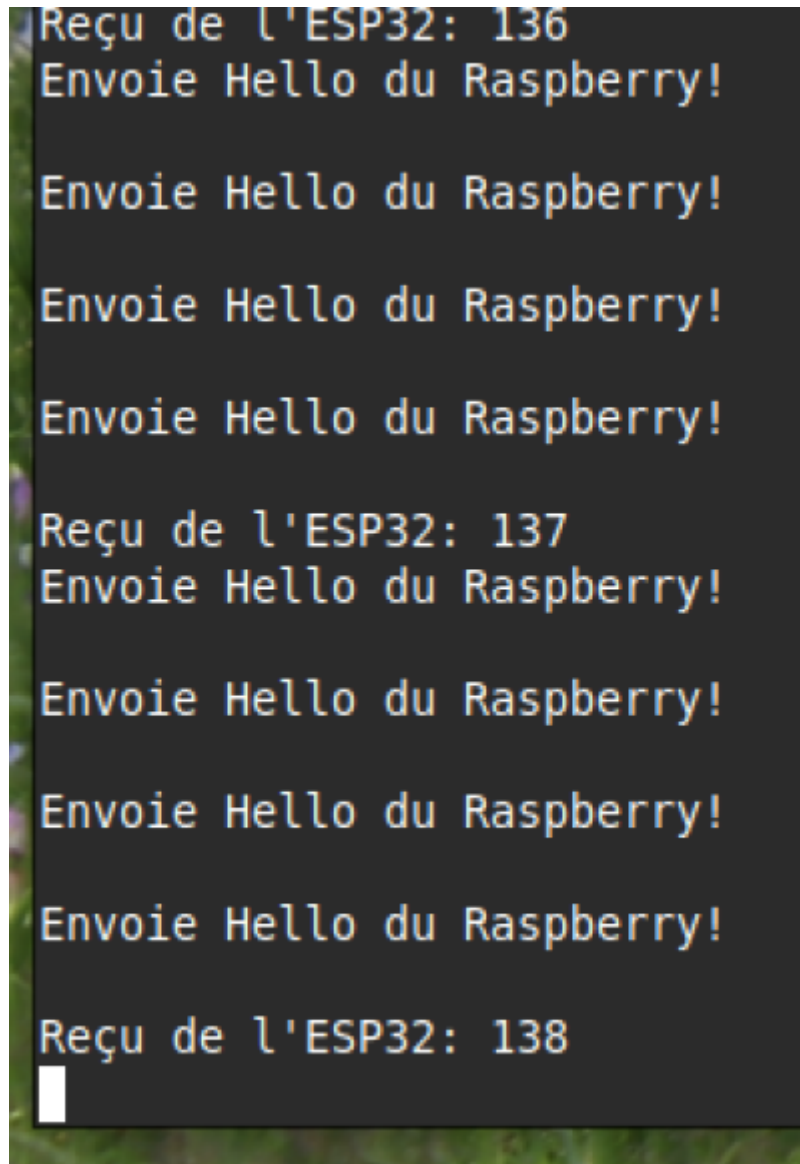 Reçu de l'ESP32: 136
Envoie Hello du Raspberry!
Envoie Hello du Raspberry!
Envoie Hello du Raspberry!
Envoie Hello du Raspberry!
Reçu de l'ESP32: 137
Envoie Hello du Raspberry!
Envoie Hello du Raspberry!
Envoie Hello du Raspberry!
Envoie Hello du Raspberry!
Reçu de l'ESP32: 138